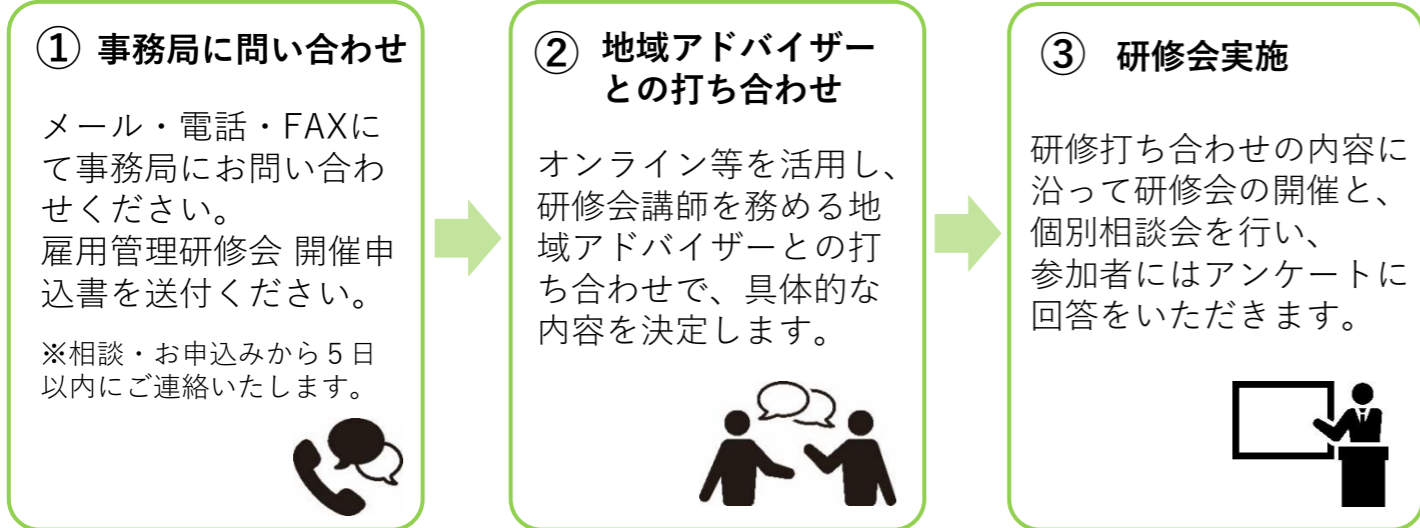 ① 事務局に問い合わせ
メール・電話・FAXに
て事務局にお問い合わ
せください。
雇用管理研修会 開催申
込書を送付ください。
※相談・お申込みから５日
以内にご連絡いたします。
② 地域アドバイザー
との打ち合わせ
オンライン等を活用し、
研修会講師を務める地
域アドバイザーとの打
ち合わせで、具体的な
内容を決定します。
③ 研修会実施
研修打ち合わせの内容に
沿って研修会の開催と、
個別相談会を行い、
参加者にはアンケートに
回答をいただきます。